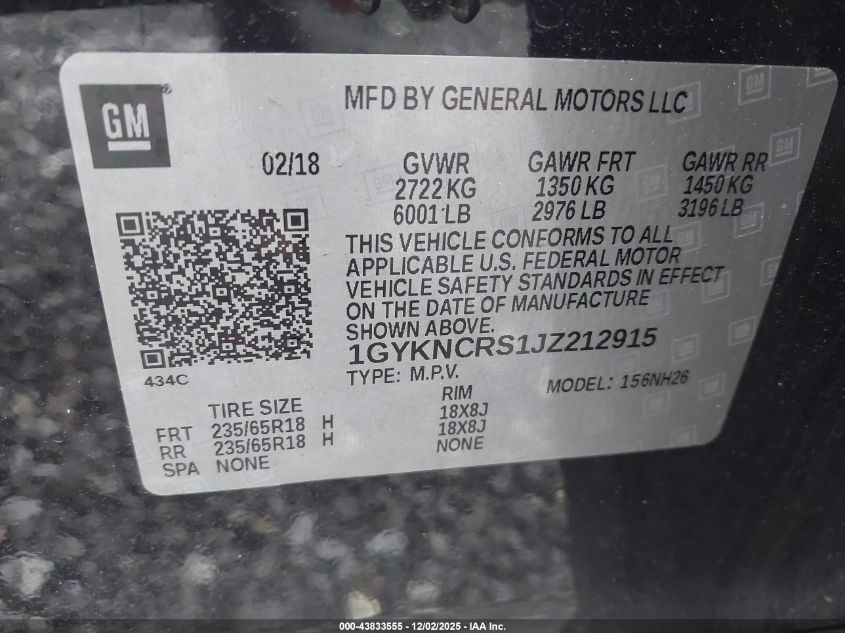 GM®
MFD BY GENERAL MOTORS LLC
02/18 GVWR GAWR FRT GAWR RR
2722 KG 1350 KG 1450 KG
6001 LB 2976 LB 3196 LB
THIS VEHICLE CONFORMS TO ALL
APPLICABLE U.S. FEDERAL MOTOR
VEHICLE SAFETY STANDARDS IN EFFECT
ON THE DATE OF MANUFACTURE
SHOWN ABOVE.
1GYKNCRS1JZ212915
434C
TYPE: M.P.V. MODEL: 156NH26
TIRE SIZE RIM
FRT 235/65R18 H 18X8J
RR 235/65R18 H 18X8J
SPA NONE NONE
000-43833555 - 12/02/2025 - IAA Inc.